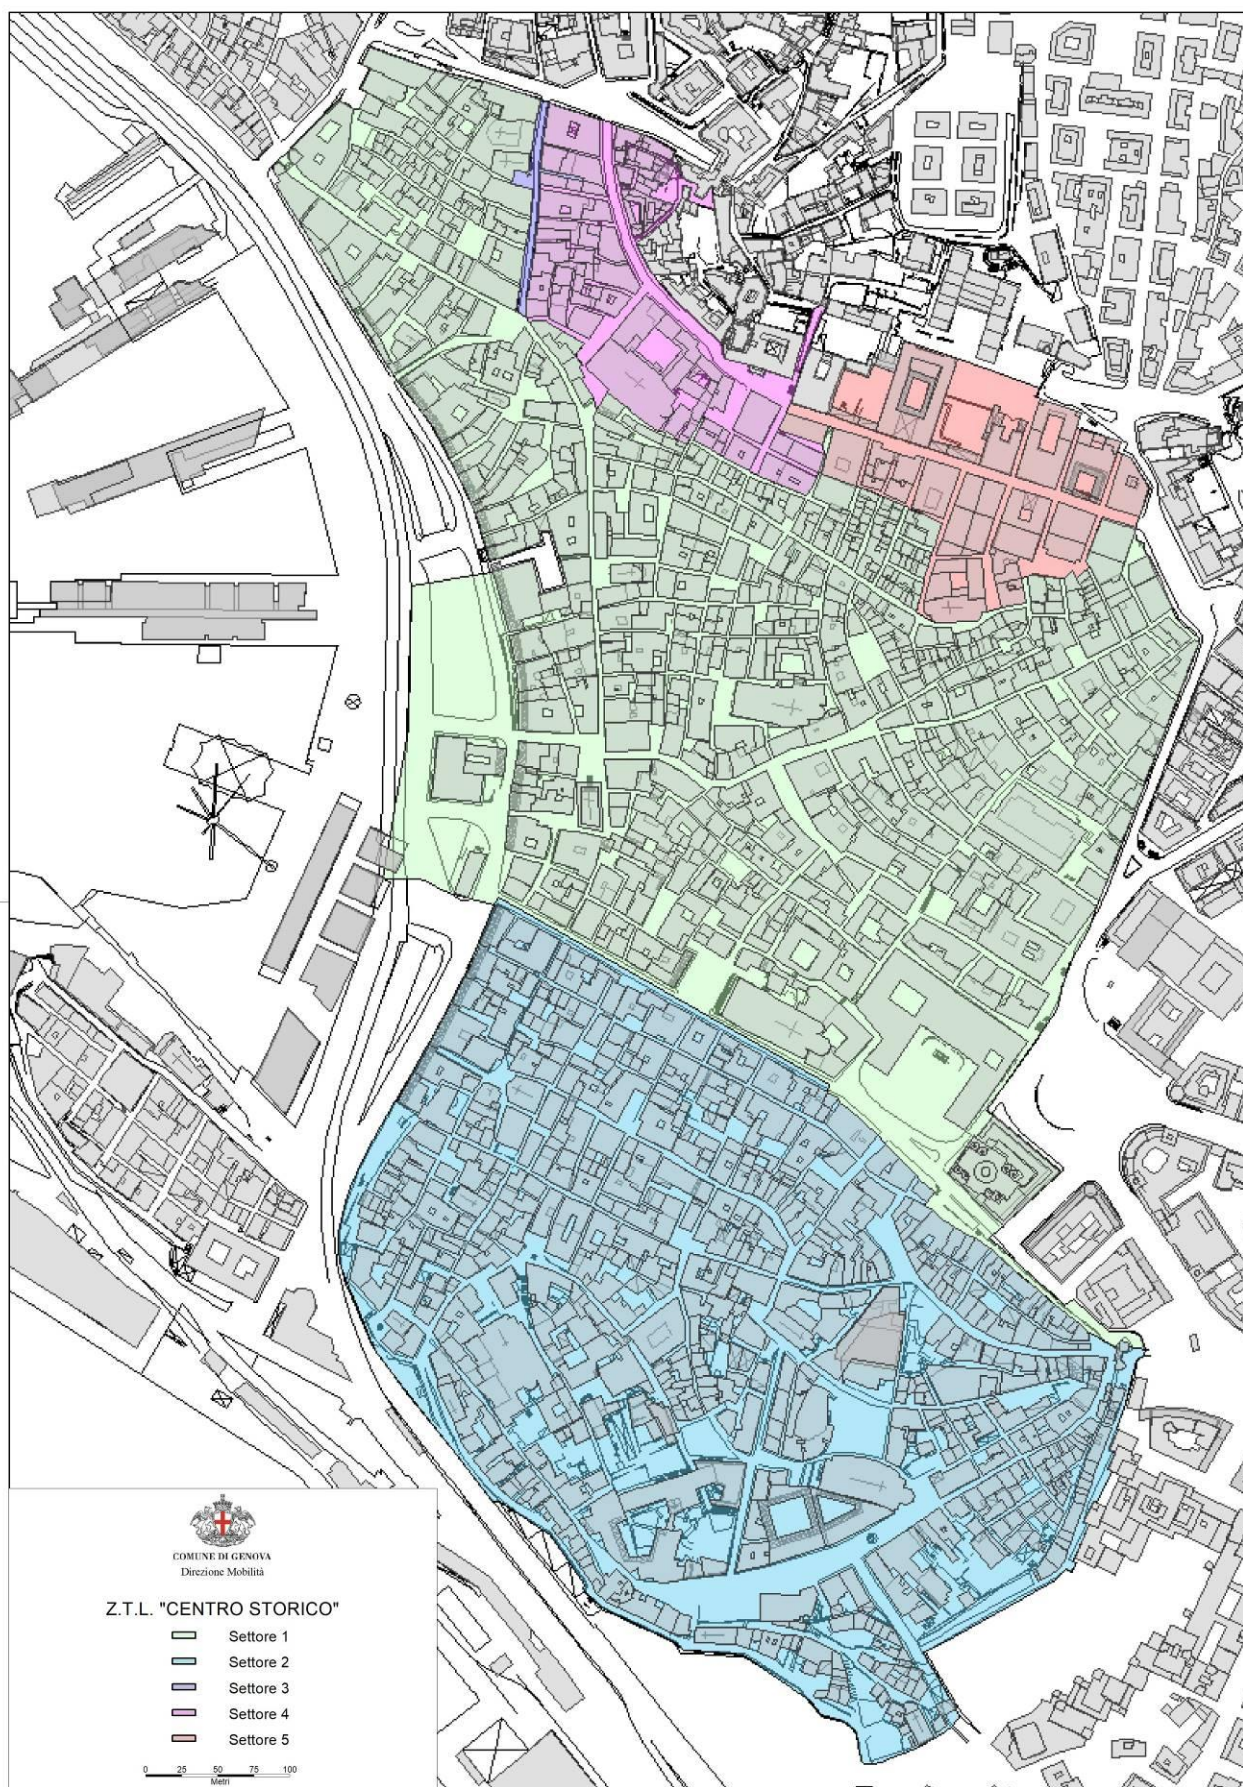 COMUNE DI GENOVA
Direzione Mobilità
Z.T.L. "CENTRO STORICO"
Settore 1
Settore 2
Settore 3
Settore 4
Settore 5
0 25 50 75 100
Metri